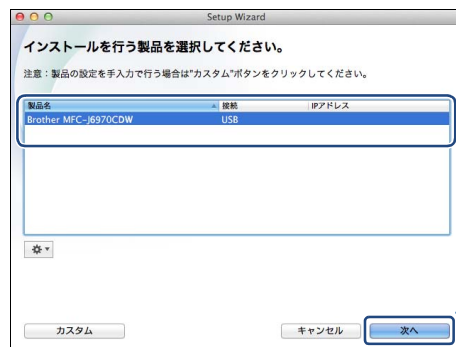 Setup Wizard
インストールを行う製品を選択してください。
注意：製品の設定を手入力で行う場合は"カスタム"ボタンをクリックしてください。
製品名 接続 IPアドレス
Brother MFC-J6970CDW USB
カスタム キャンセル 次へ